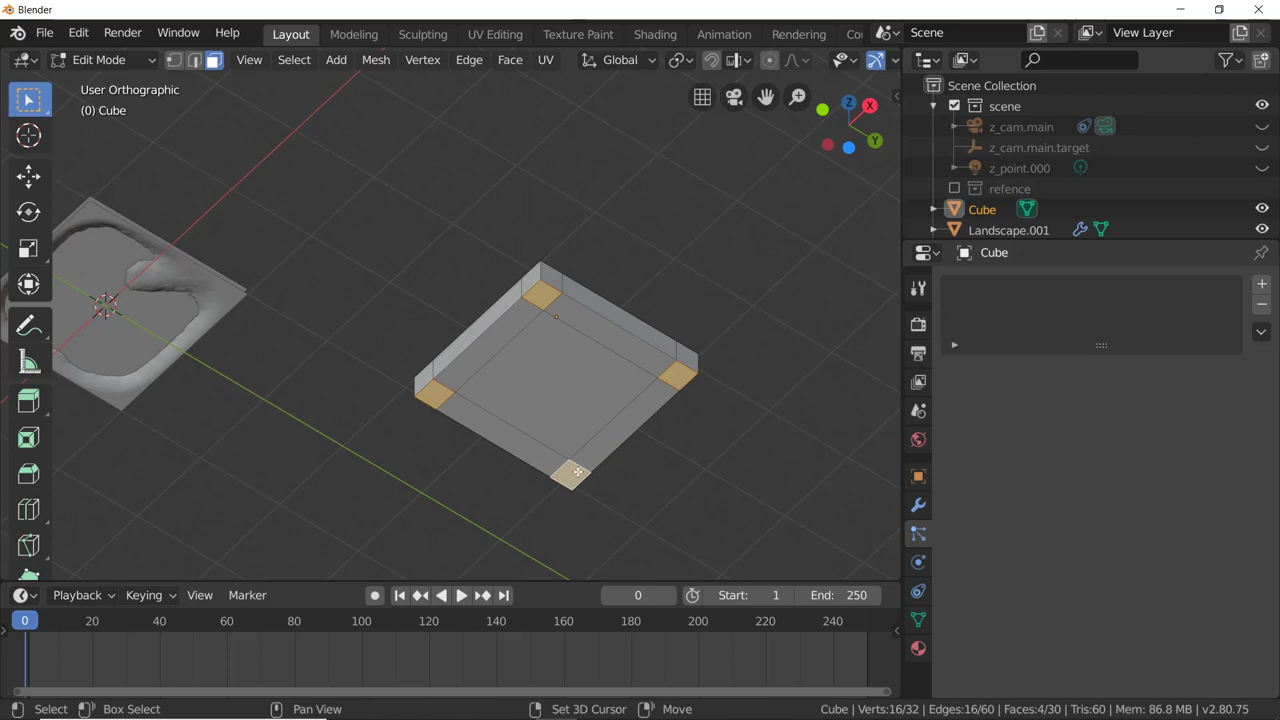 Blender
File Edit Render Window Help Layout Modeling Sculpting UV Editing Texture Paint Shading Animation Rendering Co Scene View Layer
Edit Mode View Select Add Mesh Vertex Edge Face UV Global
User Orthographic
(0) Cube
Z X Y
Scene Collection
scene
z_cam.main
z_cam.main.target
z_point.000
refence
Cube
Landscape.001
Cube
Playback Keying View Marker 0 Start: 1 End: 250
0 20 40 60 80 100 120 140 160 180 200 220 240
Select Box Select Pan View Set 3D Cursor Move Cube | Verts:16/32 | Edges:16/60 | Faces:4/30 | Tris:60 | Mem: 86.8 MB | v2.80.75